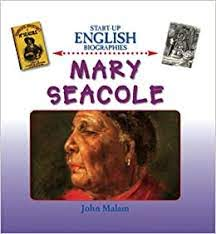 START-UP
ENGLISH
BIOGRAPHIES
MARY
SEACOLE
John Malam